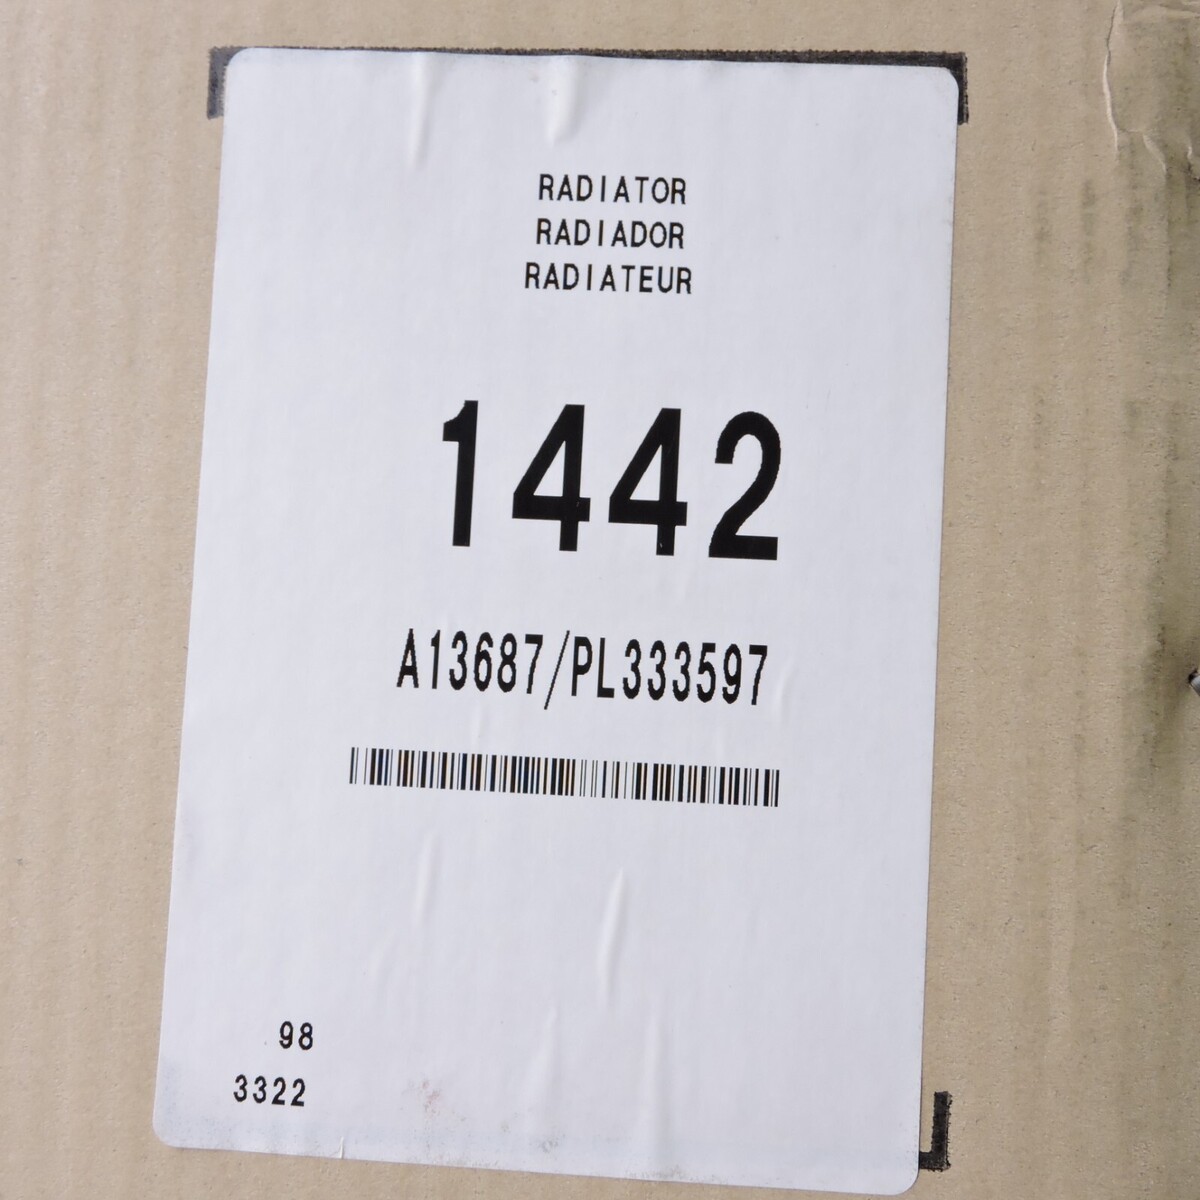 RADIATOR
RADIADOR
RADIATEUR
1442
A13687/PL333597
98
3322